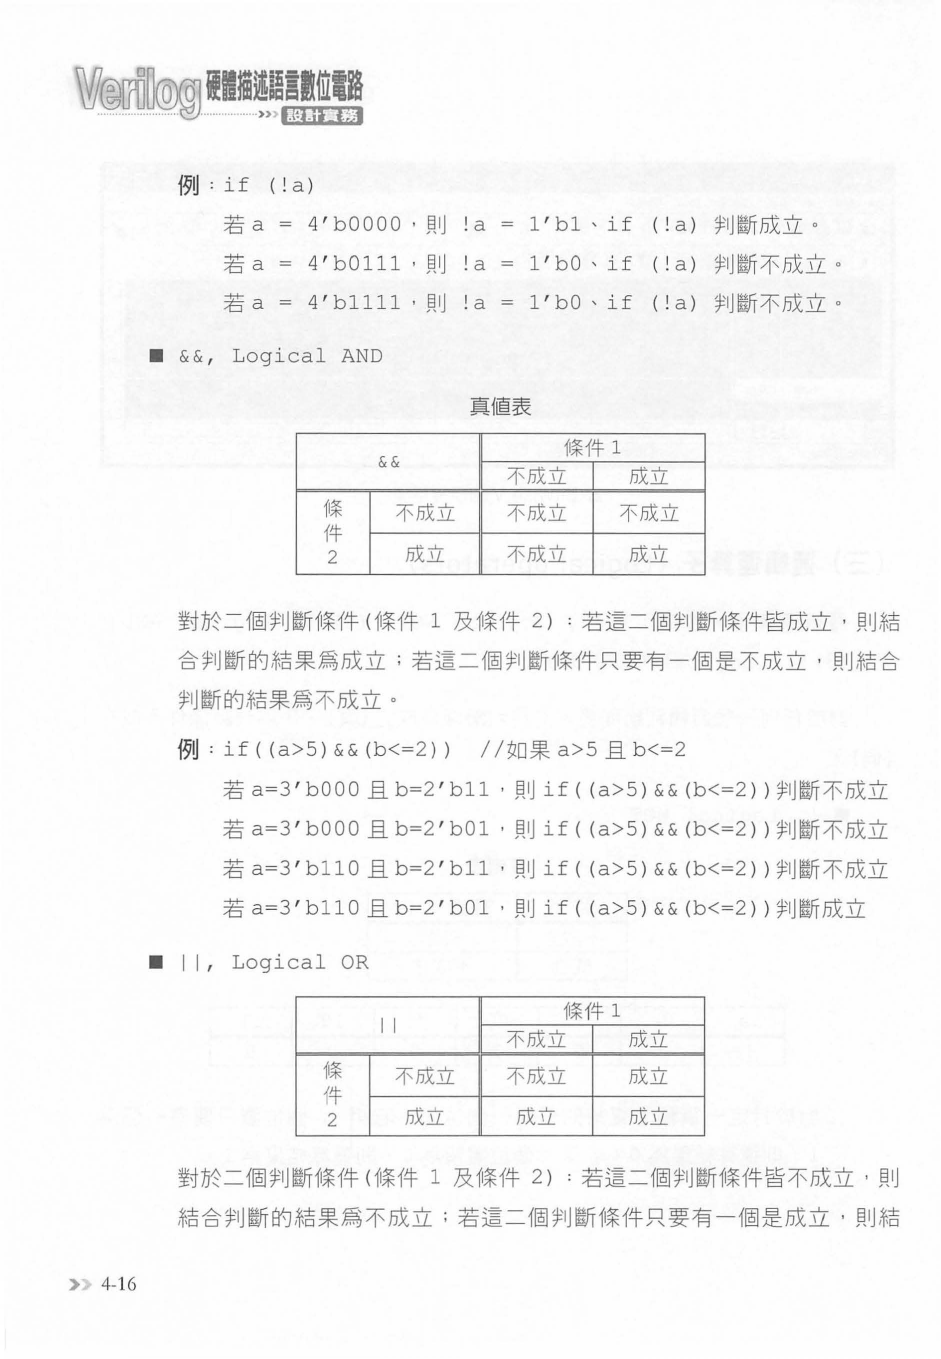 Verilog 硬體描述語言數位電路
設計實務
例：if (!a)
若 a = 4'b0000，則 !a = 1'b1、if (!a) 判斷成立。
若 a = 4'b0111，則 !a = 1'b0、if (!a) 判斷不成立。
若 a = 4'b1111，則 !a = 1'b0、if (!a) 判斷不成立。
■ &&, Logical AND
真值表
&& 條件 1
不成立 成立
條件 2 不成立 不成立 不成立
成立 不成立 成立
對於二個判斷條件(條件 1 及條件 2)：若這二個判斷條件皆成立，則結
合判斷的結果為成立；若這二個判斷條件只要有一個是不成立，則結合
判斷的結果為不成立。
例：if((a>5)&&(b<=2)) //如果 a>5 且 b<=2
若 a=3'b000 且 b=2'b11，則 if((a>5)&&(b<=2))判斷不成立
若 a=3'b000 且 b=2'b01，則 if((a>5)&&(b<=2))判斷不成立
若 a=3'b110 且 b=2'b11，則 if((a>5)&&(b<=2))判斷不成立
若 a=3'b110 且 b=2'b01，則 if((a>5)&&(b<=2))判斷成立
■ ||, Logical OR
|| 條件 1
不成立 成立
條件 2 不成立 不成立 成立
成立 成立 成立
對於二個判斷條件(條件 1 及條件 2)：若這二個判斷條件皆不成立，則
結合判斷的結果為不成立；若這二個判斷條件只要有一個是成立，則結
4-16